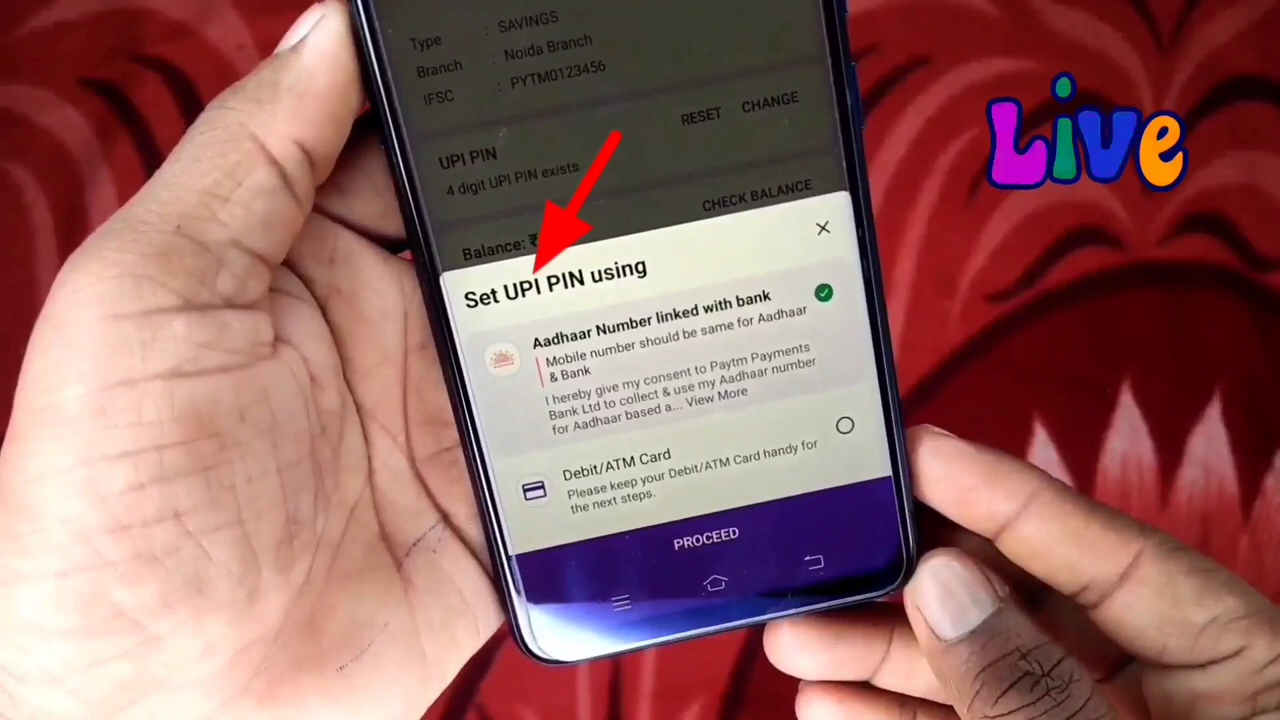 Type : SAVINGS
Branch : Noida Branch
IFSC : PYTM0123456
RESET CHANGE
UPI PIN
4 digit UPI PIN exists
CHECK BALANCE
Balance: ₹
Set UPI PIN using
Aadhaar Number linked with bank
Mobile number should be same for Aadhaar
& Bank
I hereby give my consent to Paytm Payments
Bank Ltd to collect & use my Aadhaar number
for Aadhaar based a... View More
Debit/ATM Card
Please keep your Debit/ATM Card handy for
the next steps.
PROCEED
Live